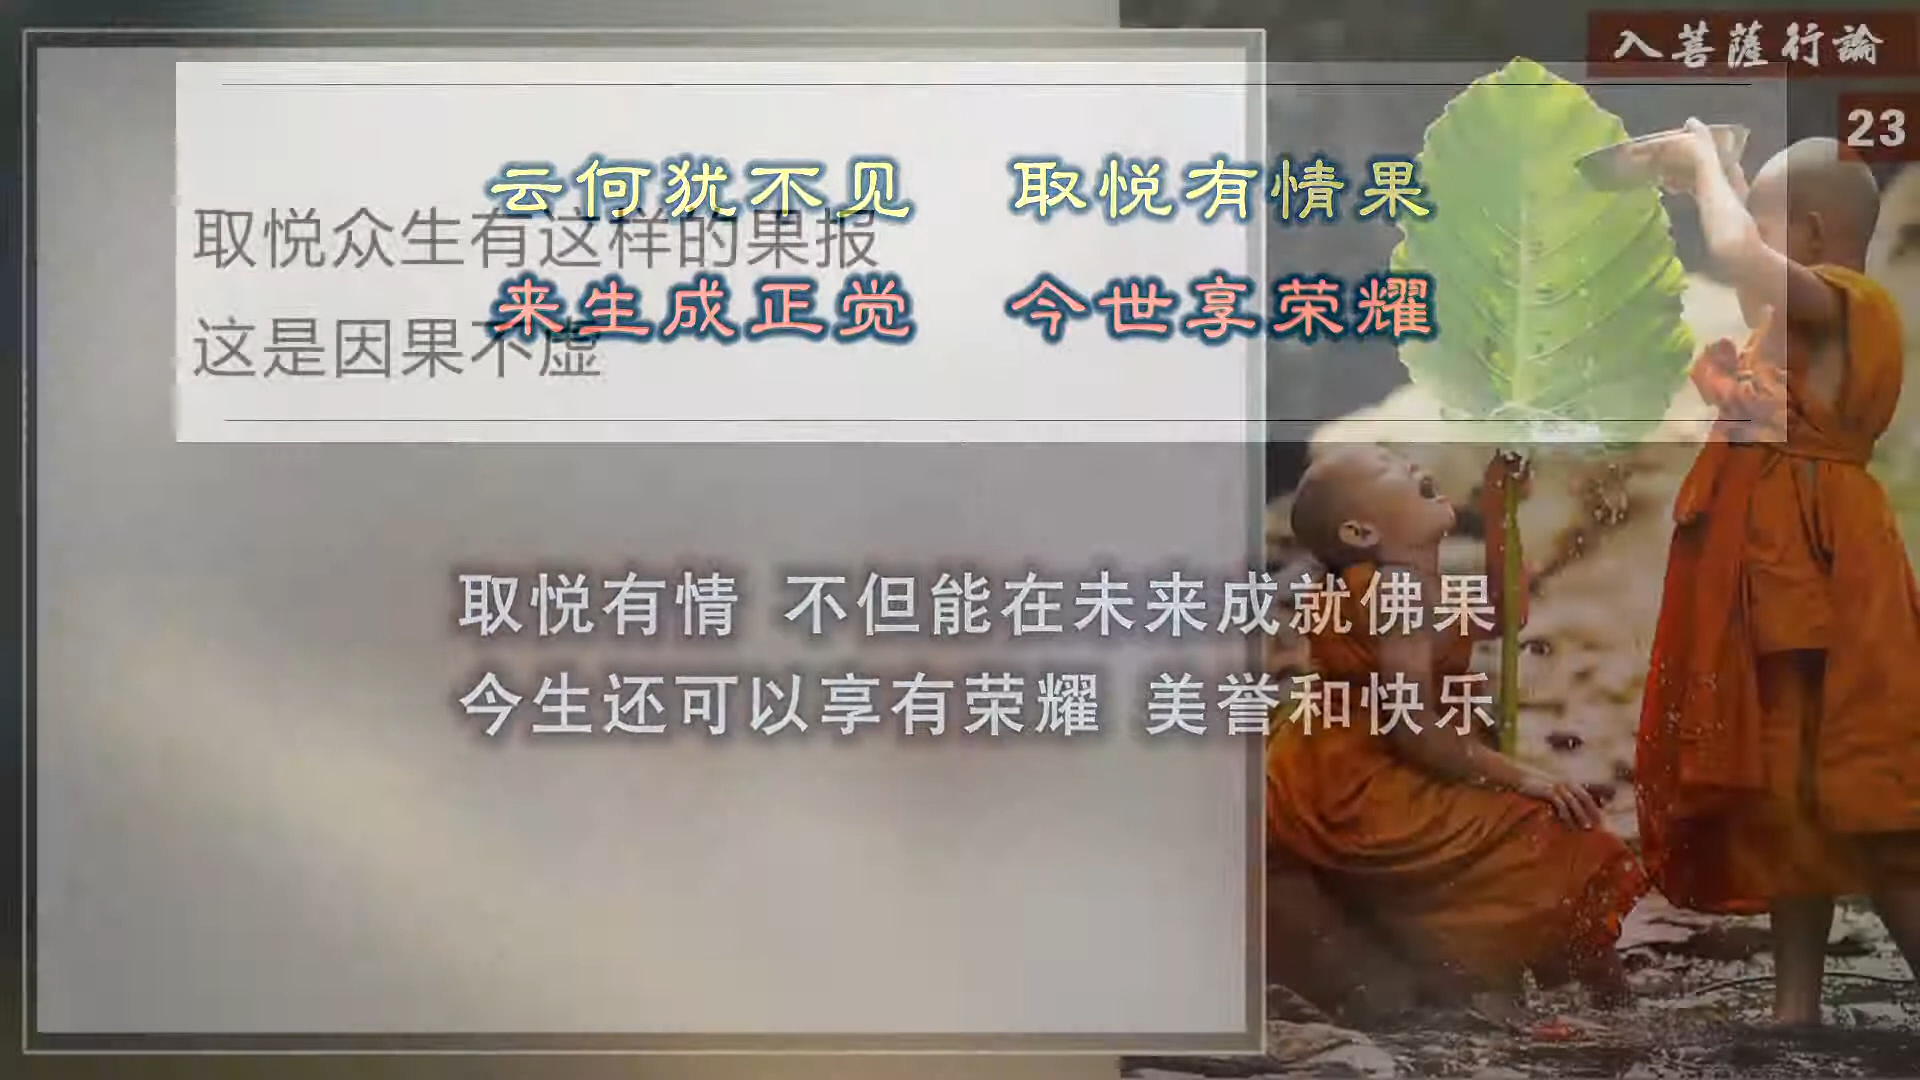 入菩薩行論
23
云何犹不见 取悦有情果
取悦众生有这样的果报
来生成正觉 今世享荣耀
这是因果不虚
取悦有情 不但能在未来成就佛果
今生还可以享有荣耀 美誉和快乐